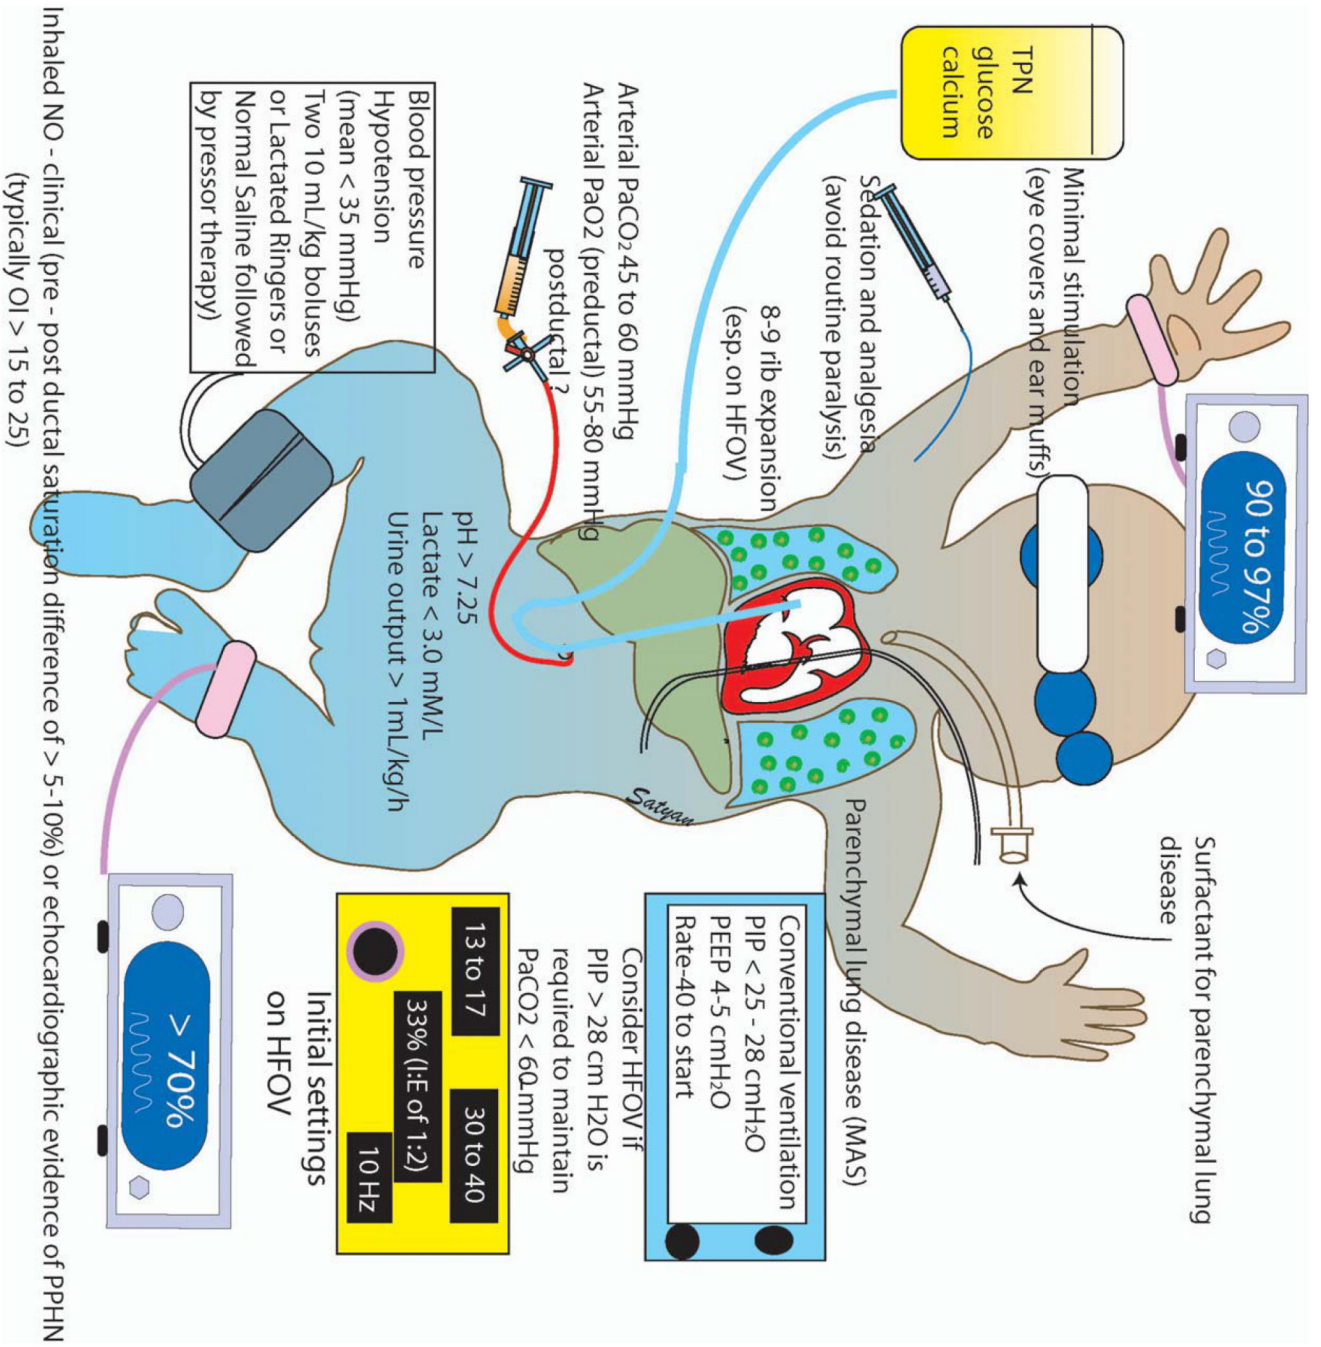 TPN
glucose
calcium
Minimal stimulation
(eye covers and ear muffs)
90 to 97%
Sedation and analgesia
(avoid routine paralysis)
8-9 rib expansion
(esp. on HFOV)
Arterial PaCO2 45 to 60 mmHg
Arterial PaO2 (preductal) 55-80 mmHg
postductal ?
Blood pressure
Hypotension
(mean < 35 mmHg)
Two 10 mL/kg boluses
or Lactated Ringers or
Normal Saline followed
by pressor therapy)
pH > 7.25
Lactate < 3.0 mM/L
Urine output > 1mL/kg/h
Satyan
Surfactant for parenchymal lung
disease
Parenchymal lung disease (MAS)
Conventional ventilation
PIP < 25 - 28 cmH2O
PEEP 4-5 cmH2O
Rate-40 to start
Consider HFOV if
PIP > 28 cm H2O is
required to maintain
PaCO2 < 60 mmHg
13 to 17
30 to 40
33% (I:E of 1:2)
10 Hz
Initial settings
on HFOV
> 70%
Inhaled NO - clinical (pre - post ductal saturation difference of > 5-10%) or echocardiographic evidence of PPHN
(typically OI > 15 to 25)